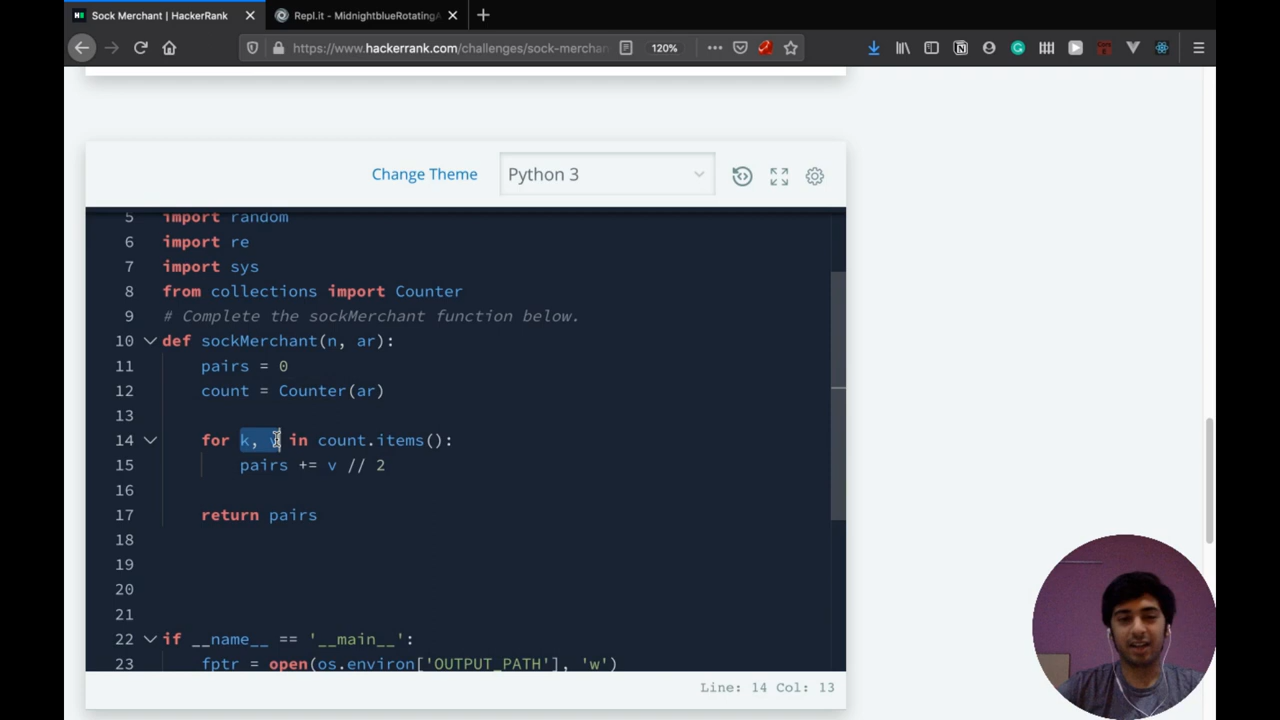 Sock Merchant | HackerRank
Repl.it - MidnightblueRotatingA
https://www.hackerrank.com/challenges/sock-merchan
120%
Change Theme
Python 3
5 import random
6 import re
7 import sys
8 from collections import Counter
9 # Complete the sockMerchant function below.
10 def sockMerchant(n, ar):
11 pairs = 0
12 count = Counter(ar)
13
14 for k, v in count.items():
15 pairs += v // 2
16
17 return pairs
18
19
20
21
22 if __name__ == '__main__':
23 fptr = open(os.environ['OUTPUT_PATH'], 'w')
Line: 14 Col: 13